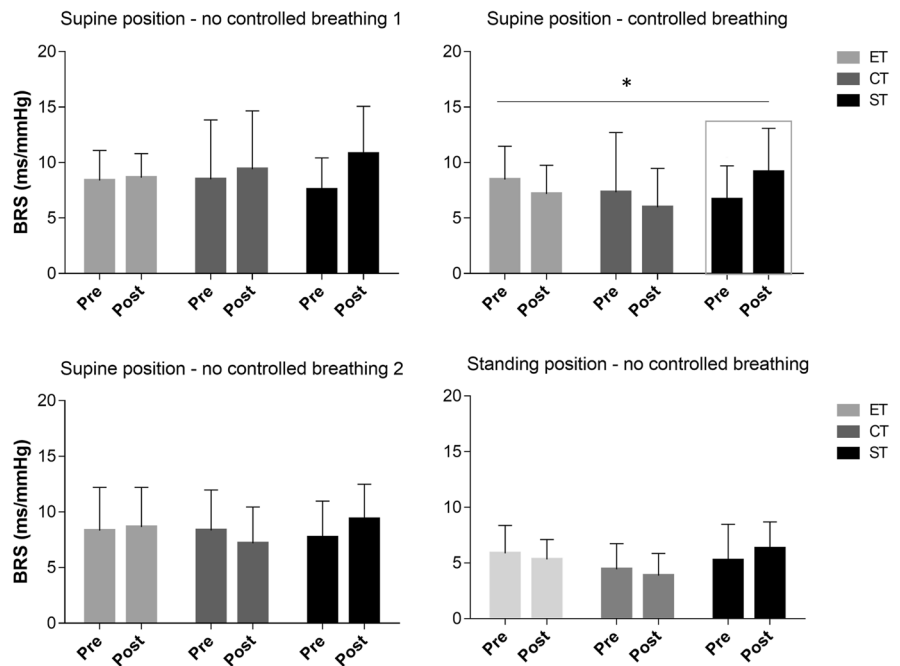 Supine position - no controlled breathing 1
BRS (ms/mmHg)
20
15
10
5
0
Pre
Post
Pre
Post
Pre
Post
Supine position - controlled breathing
20
15
10
5
0
*
Pre
Post
Pre
Post
Pre
Post
ET
CT
ST
Supine position - no controlled breathing 2
BRS (ms/mmHg)
20
15
10
5
0
Pre
Post
Pre
Post
Pre
Post
Standing position - no controlled breathing
20
15
10
5
0
Pre
Post
Pre
Post
Pre
Post
ET
CT
ST